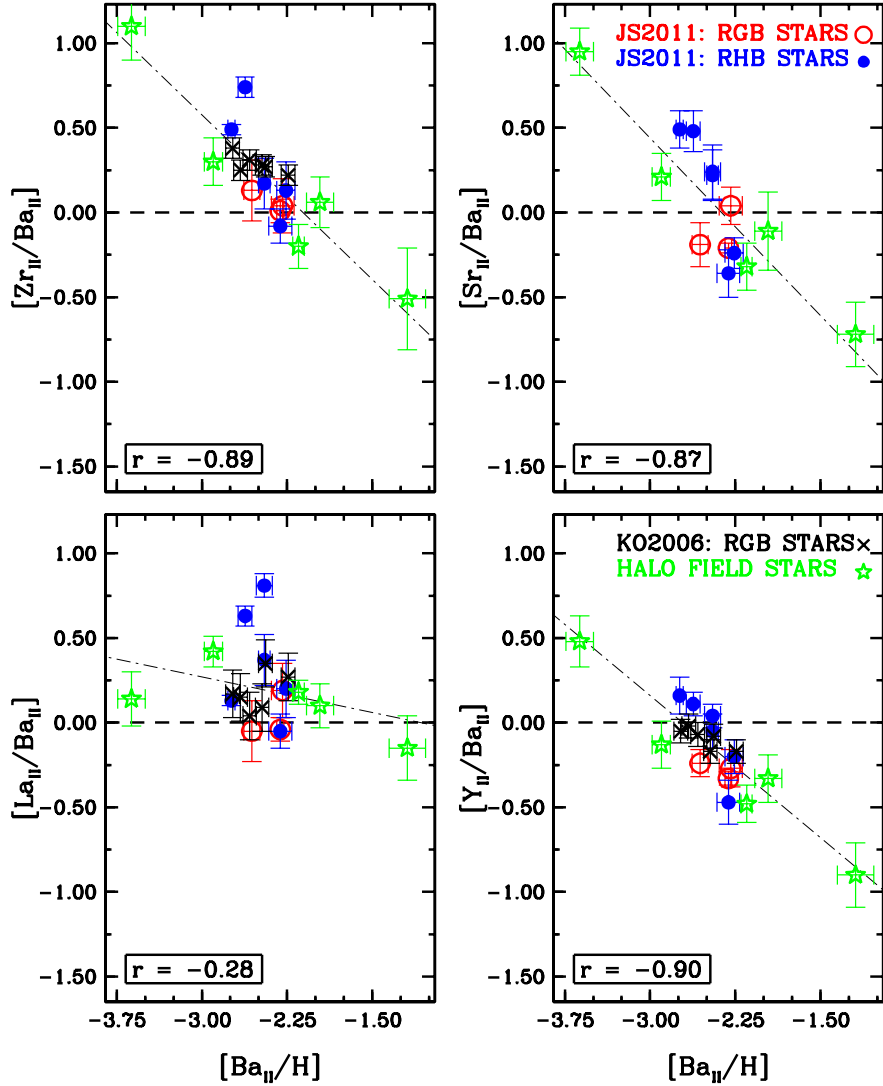 JS2011: RGB STARS
JS2011: RHB STARS
1.00
0.50
0.00
-0.50
-1.00
-1.50
[Zr_II/Ba_II]
r = -0.89
1.00
0.50
0.00
-0.50
-1.00
-1.50
[Sr_II/Ba_II]
r = -0.87
1.00
0.50
0.00
-0.50
-1.00
-1.50
[La_II/Ba_II]
r = -0.28
-3.75 -3.00 -2.25 -1.50
[Ba_II/H]
KO2006: RGB STARS
HALO FIELD STARS
1.00
0.50
0.00
-0.50
-1.00
-1.50
[Y_II/Ba_II]
r = -0.90
-3.75 -3.00 -2.25 -1.50
[Ba_II/H]